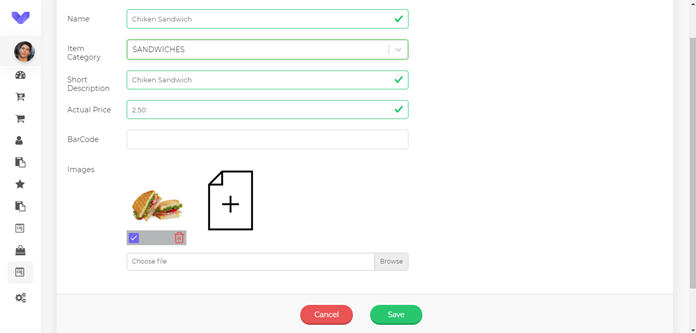 Name
Chiken Sandwich
Item
Category
SANDWICHES
Short
Description
Chiken Sandwich
Actual Price
2.50
BarCode
Images
Choose file
Browse
Cancel
Save